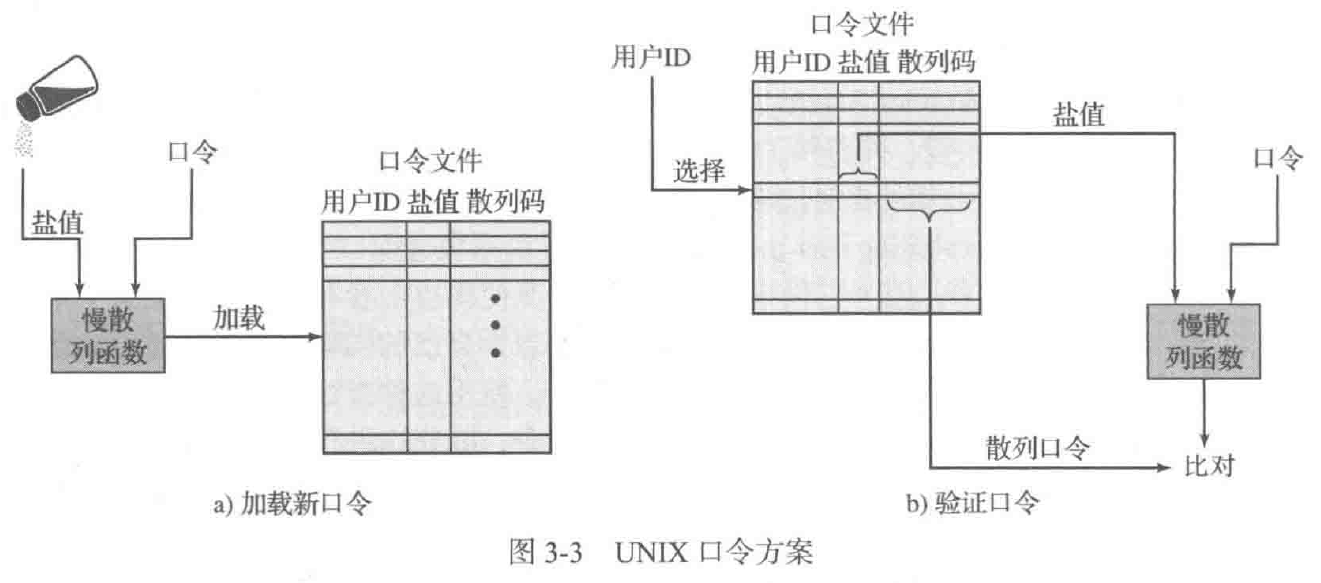 口令
盐值
慢散
列函数
加载
口令文件
用户ID 盐值 散列码
a) 加载新口令
用户ID
选择
口令文件
用户ID 盐值 散列码
盐值
口令
慢散
列函数
散列口令
比对
b) 验证口令
图 3-3 UNIX 口令方案